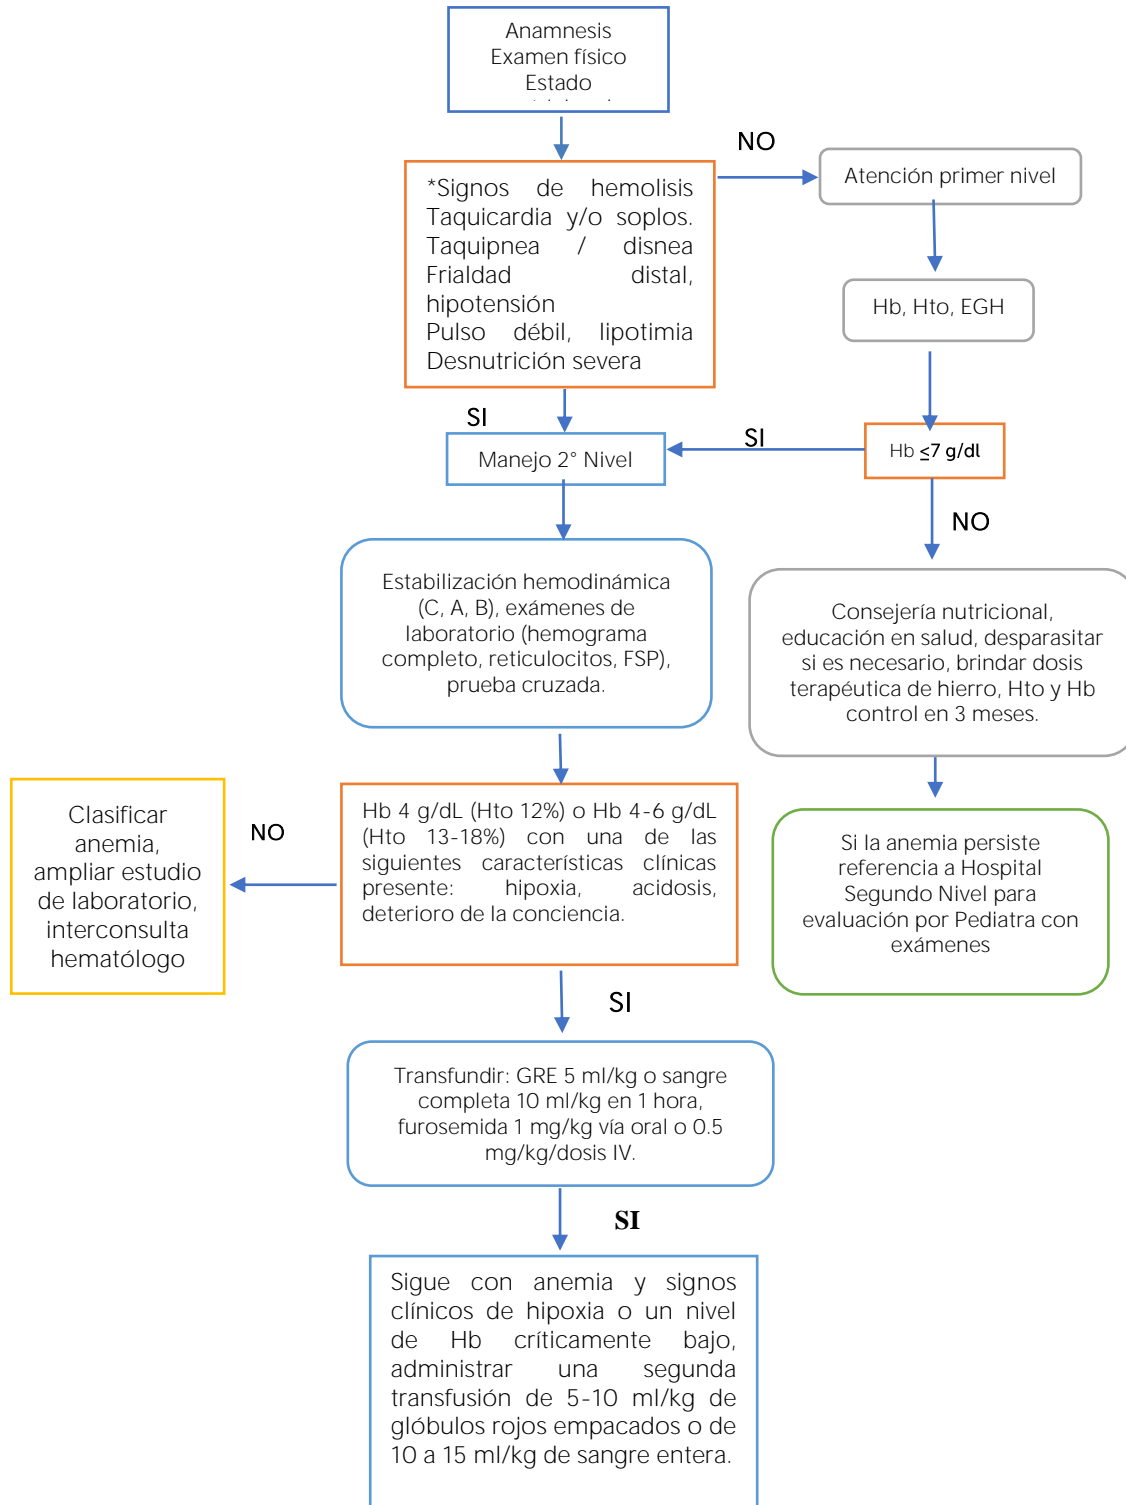 Anamnesis
Examen físico
Estado
NO
Atención primer nivel
*Signos de hemolisis
Taquicardia y/o soplos.
Taquipnea / disnea
Frialdad distal,
hipotensión
Pulso débil, lipotimia
Desnutrición severa
Hb, Hto, EGH
SI
Manejo 2° Nivel
SI
Hb ≤7 g/dl
NO
Estabilización hemodinámica
(C, A, B), exámenes de
laboratorio (hemograma
completo, reticulocitos, FSP),
prueba cruzada.
Consejería nutricional,
educación en salud, desparasitar
si es necesario, brindar dosis
terapéutica de hierro, Hto y Hb
control en 3 meses.
Clasificar
anemia,
ampliar estudio
de laboratorio,
interconsulta
hematólogo
NO
Hb 4 g/dL (Hto 12%) o Hb 4-6 g/dL
(Hto 13-18%) con una de las
siguientes características clínicas
presente: hipoxia, acidosis,
deterioro de la conciencia.
Si la anemia persiste
referencia a Hospital
Segundo Nivel para
evaluación por Pediatra con
exámenes
SI
Transfundir: GRE 5 ml/kg o sangre
completa 10 ml/kg en 1 hora,
furosemida 1 mg/kg vía oral o 0.5
mg/kg/dosis IV.
SI
Sigue con anemia y signos
clínicos de hipoxia o un nivel
de Hb críticamente bajo,
administrar una segunda
transfusión de 5-10 ml/kg de
glóbulos rojos empacados o de
10 a 15 ml/kg de sangre entera.